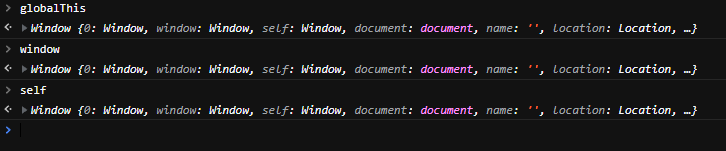 globalThis
Window {0: Window, window: Window, self: Window, document: document, name: '', location: Location, …}
window
Window {0: Window, window: Window, self: Window, document: document, name: '', location: Location, …}
self
Window {0: Window, window: Window, self: Window, document: document, name: '', location: Location, …}